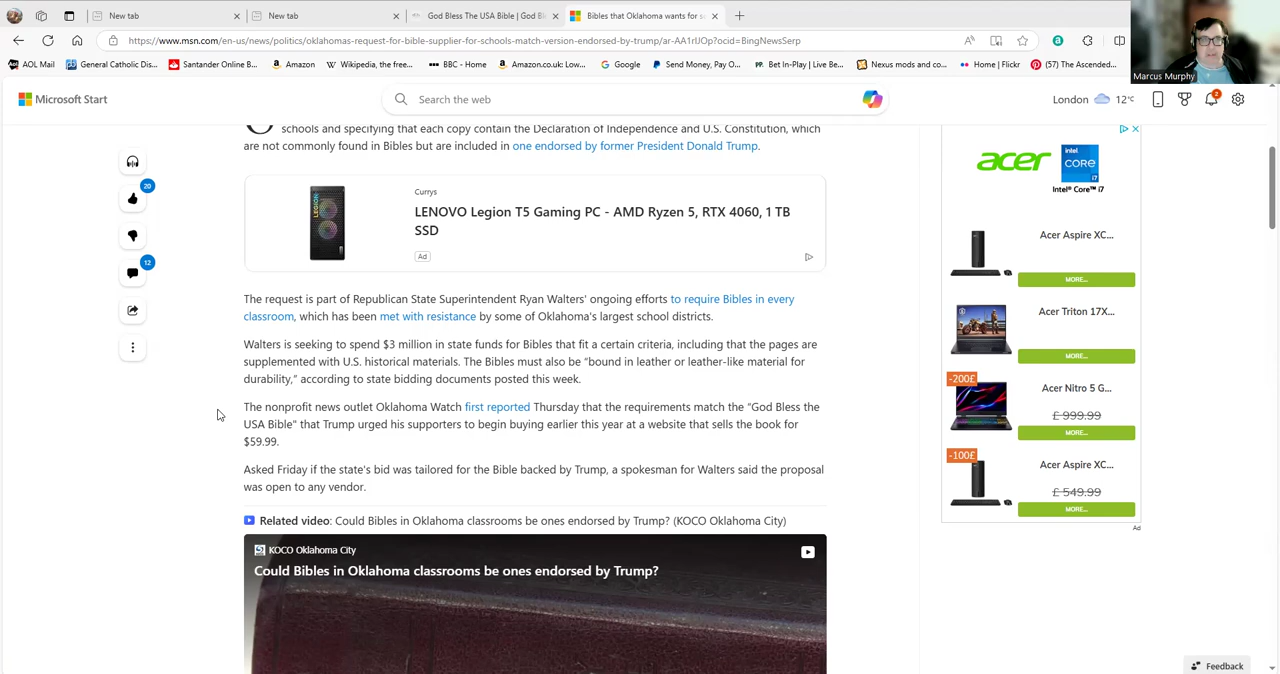 New tab
New tab
God Bless The USA Bible | God Bl
Bibles that Oklahoma wants for s
https://www.msn.com/en-us/news/politics/oklahomas-request-for-bible-supplier-for-schools-match-version-endorsed-by-trump/ar-AA1rIJOp?ocid=BingNewsSerp
AOL Mail
General Catholic Dis...
Santander Online B...
Amazon
Wikipedia, the free...
BBC - Home
Amazon.co.uk: Low...
Google
Send Money, Pay O...
Bet In-Play | Live Be...
Nexus mods and co...
Home | Flickr
(57) The Ascended...
Marcus Murphy
Microsoft Start
Search the web
London
12°C
2
schools and specifying that each copy contain the Declaration of Independence and U.S. Constitution, which
are not commonly found in Bibles but are included in one endorsed by former President Donald Trump.
20
12
Currys
LENOVO Legion T5 Gaming PC - AMD Ryzen 5, RTX 4060, 1 TB
SSD
Ad
LEGION
The request is part of Republican State Superintendent Ryan Walters' ongoing efforts to require Bibles in every
classroom, which has been met with resistance by some of Oklahoma's largest school districts.
Walters is seeking to spend $3 million in state funds for Bibles that fit a certain criteria, including that the pages are
supplemented with U.S. historical materials. The Bibles must also be “bound in leather or leather-like material for
durability,” according to state bidding documents posted this week.
The nonprofit news outlet Oklahoma Watch first reported Thursday that the requirements match the “God Bless the
USA Bible” that Trump urged his supporters to begin buying earlier this year at a website that sells the book for
$59.99.
Asked Friday if the state's bid was tailored for the Bible backed by Trump, a spokesman for Walters said the proposal
was open to any vendor.
Related video: Could Bibles in Oklahoma classrooms be ones endorsed by Trump? (KOCO Oklahoma City)
KOCO Oklahoma City
Could Bibles in Oklahoma classrooms be ones endorsed by Trump?
acer
intel
CORE
i7
Intel® Core™ i7
Acer Aspire XC...
MORE...
Acer Triton 17X...
MORE...
-200£
Acer Nitro 5 G...
£ 999.99
MORE...
-100£
Acer Aspire XC...
£ 549.99
MORE...
Ad
Feedback